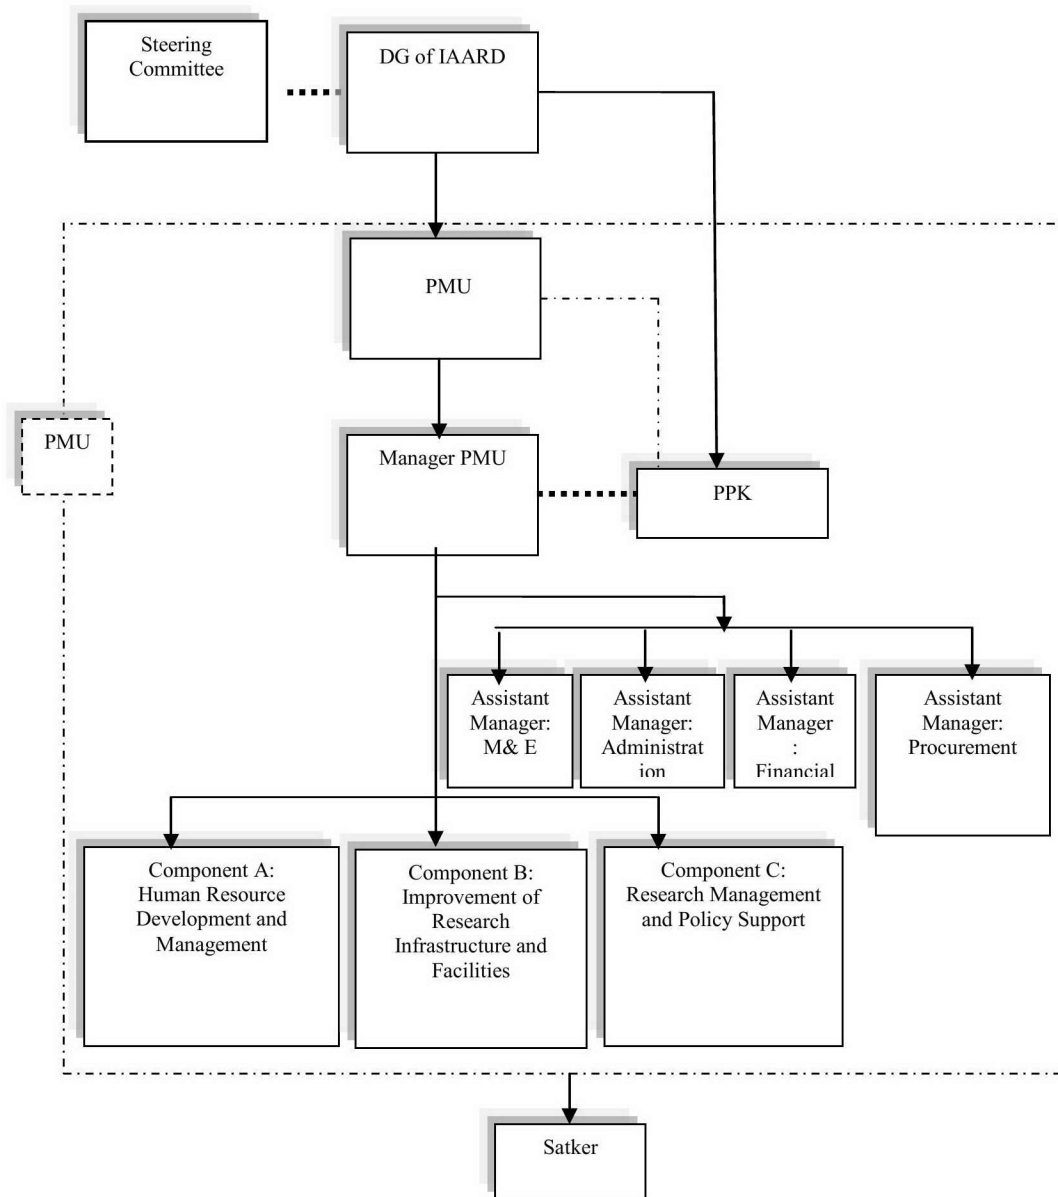 Steering
Committee
DG of IAARD
PMU
PMU
Manager PMU
PPK
Assistant
Manager:
M& E
Assistant
Manager:
Administrat
ion
Assistant
Manager
:
Financial
Assistant
Manager:
Procurement
Component A:
Human Resource
Development and
Management
Component B:
Improvement of
Research
Infrastructure and
Facilities
Component C:
Research Management
and Policy Support
Satker